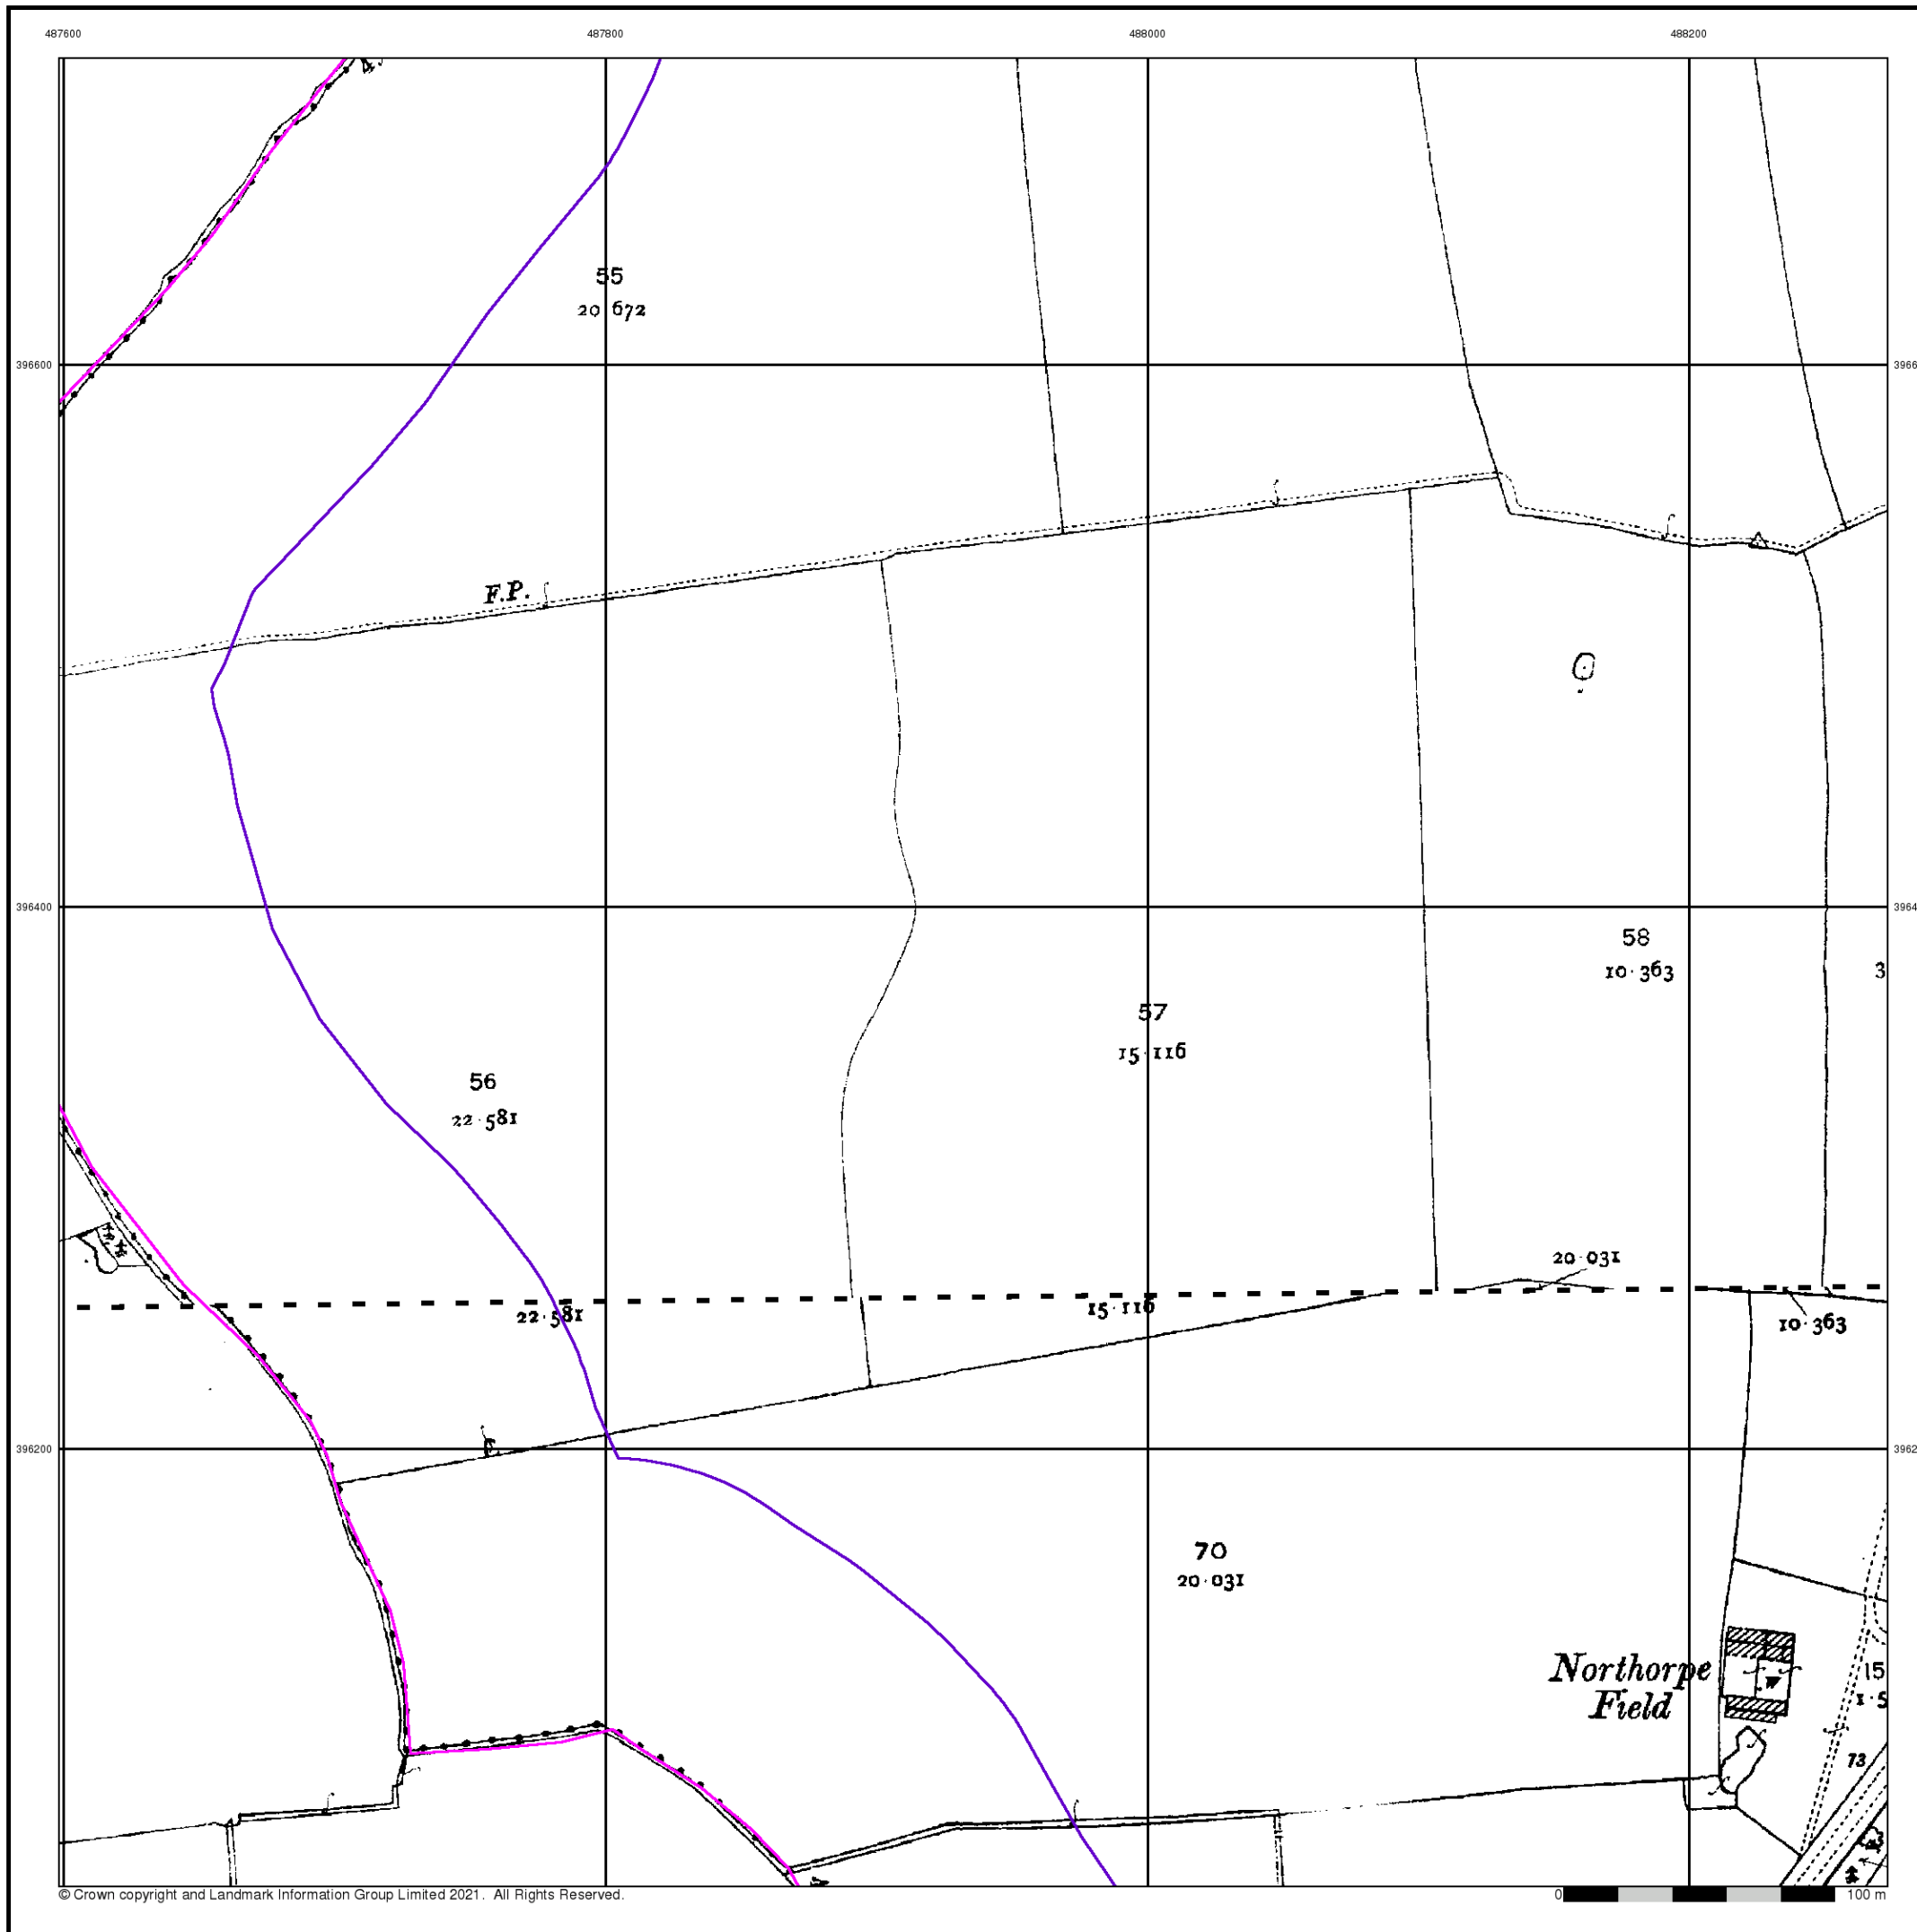 487600 487800 488000 488200
55
20·672
396600
F.P.
396400
58
10·363
57
15·116
56
22·581
20·031
22·581
15·116
10·363
C.
396200
70
20·031
Northorpe
Field
15
73
© Crown copyright and Landmark Information Group Limited 2021. All Rights Reserved.
0 100 m